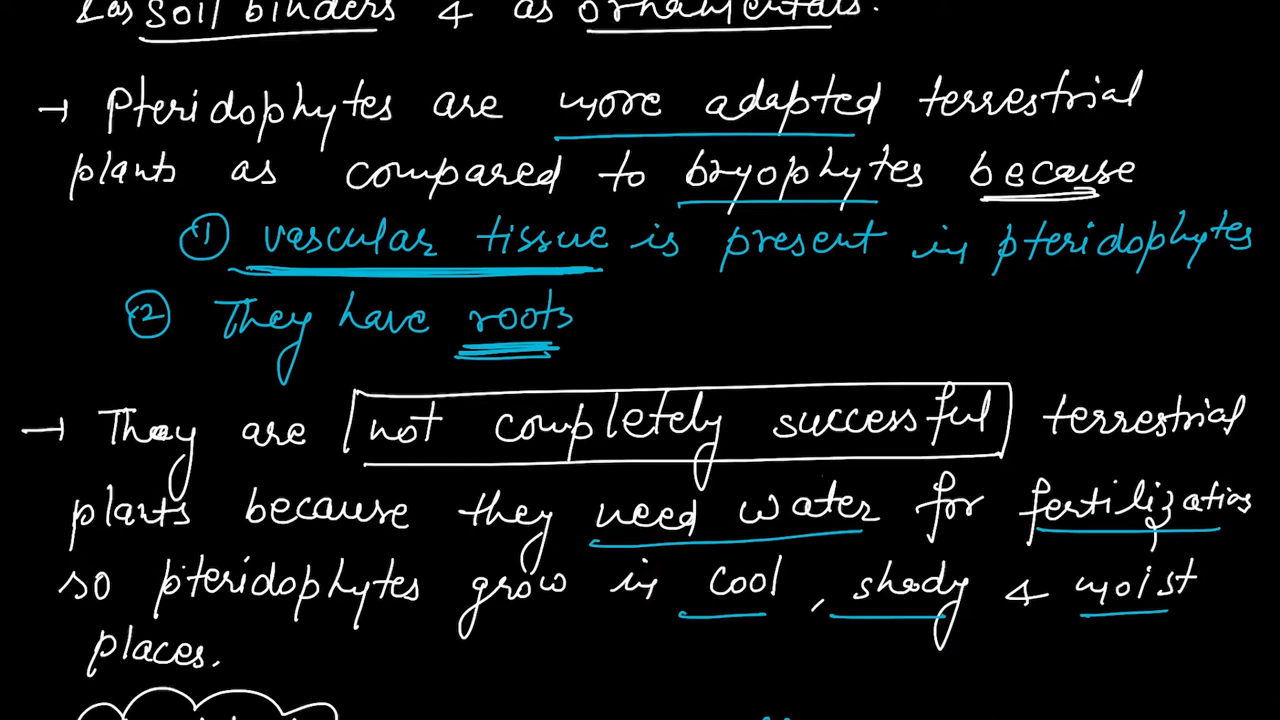 as soil binders & as ornamentals.
→ Pteridophytes are more adapted terrestrial
plants as compared to bryophytes because
① vascular tissue is present in pteridophytes
② They have roots
→ They are not completely successful terrestrial
plants because they need water for fertilization
so pteridophytes grow in cool, shady & moist
places.